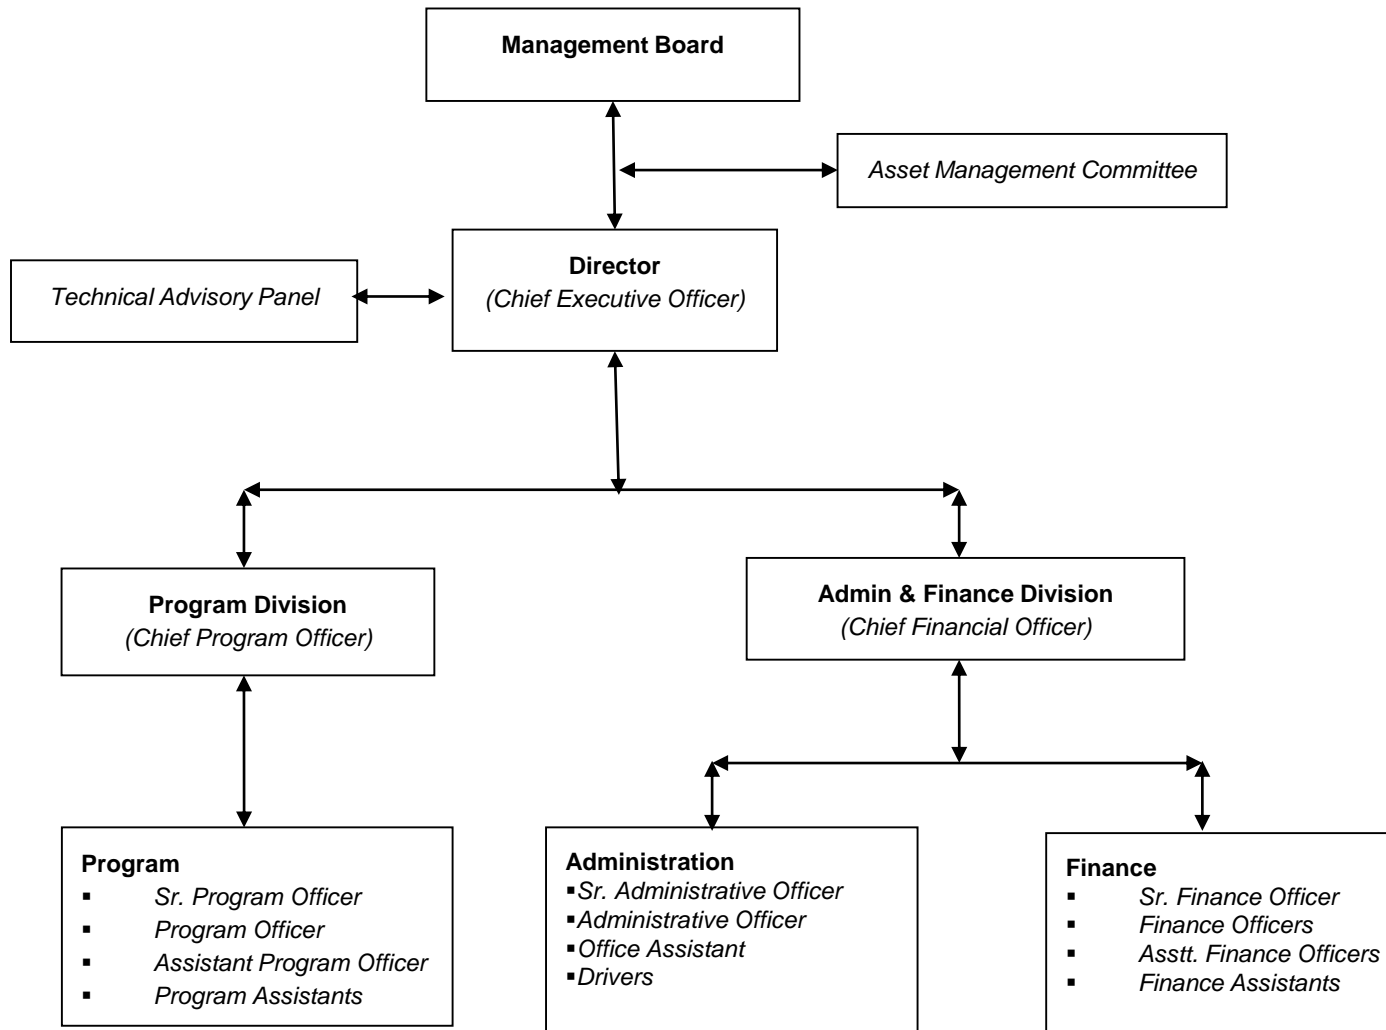 Management Board
Asset Management Committee
Director
(Chief Executive Officer)
Technical Advisory Panel
Program Division
(Chief Program Officer)
Admin & Finance Division
(Chief Financial Officer)
Program
▪ Sr. Program Officer
▪ Program Officer
▪ Assistant Program Officer
▪ Program Assistants
Administration
▪Sr. Administrative Officer
▪Administrative Officer
▪Office Assistant
▪Drivers
Finance
▪ Sr. Finance Officer
▪ Finance Officers
▪ Asstt. Finance Officers
▪ Finance Assistants